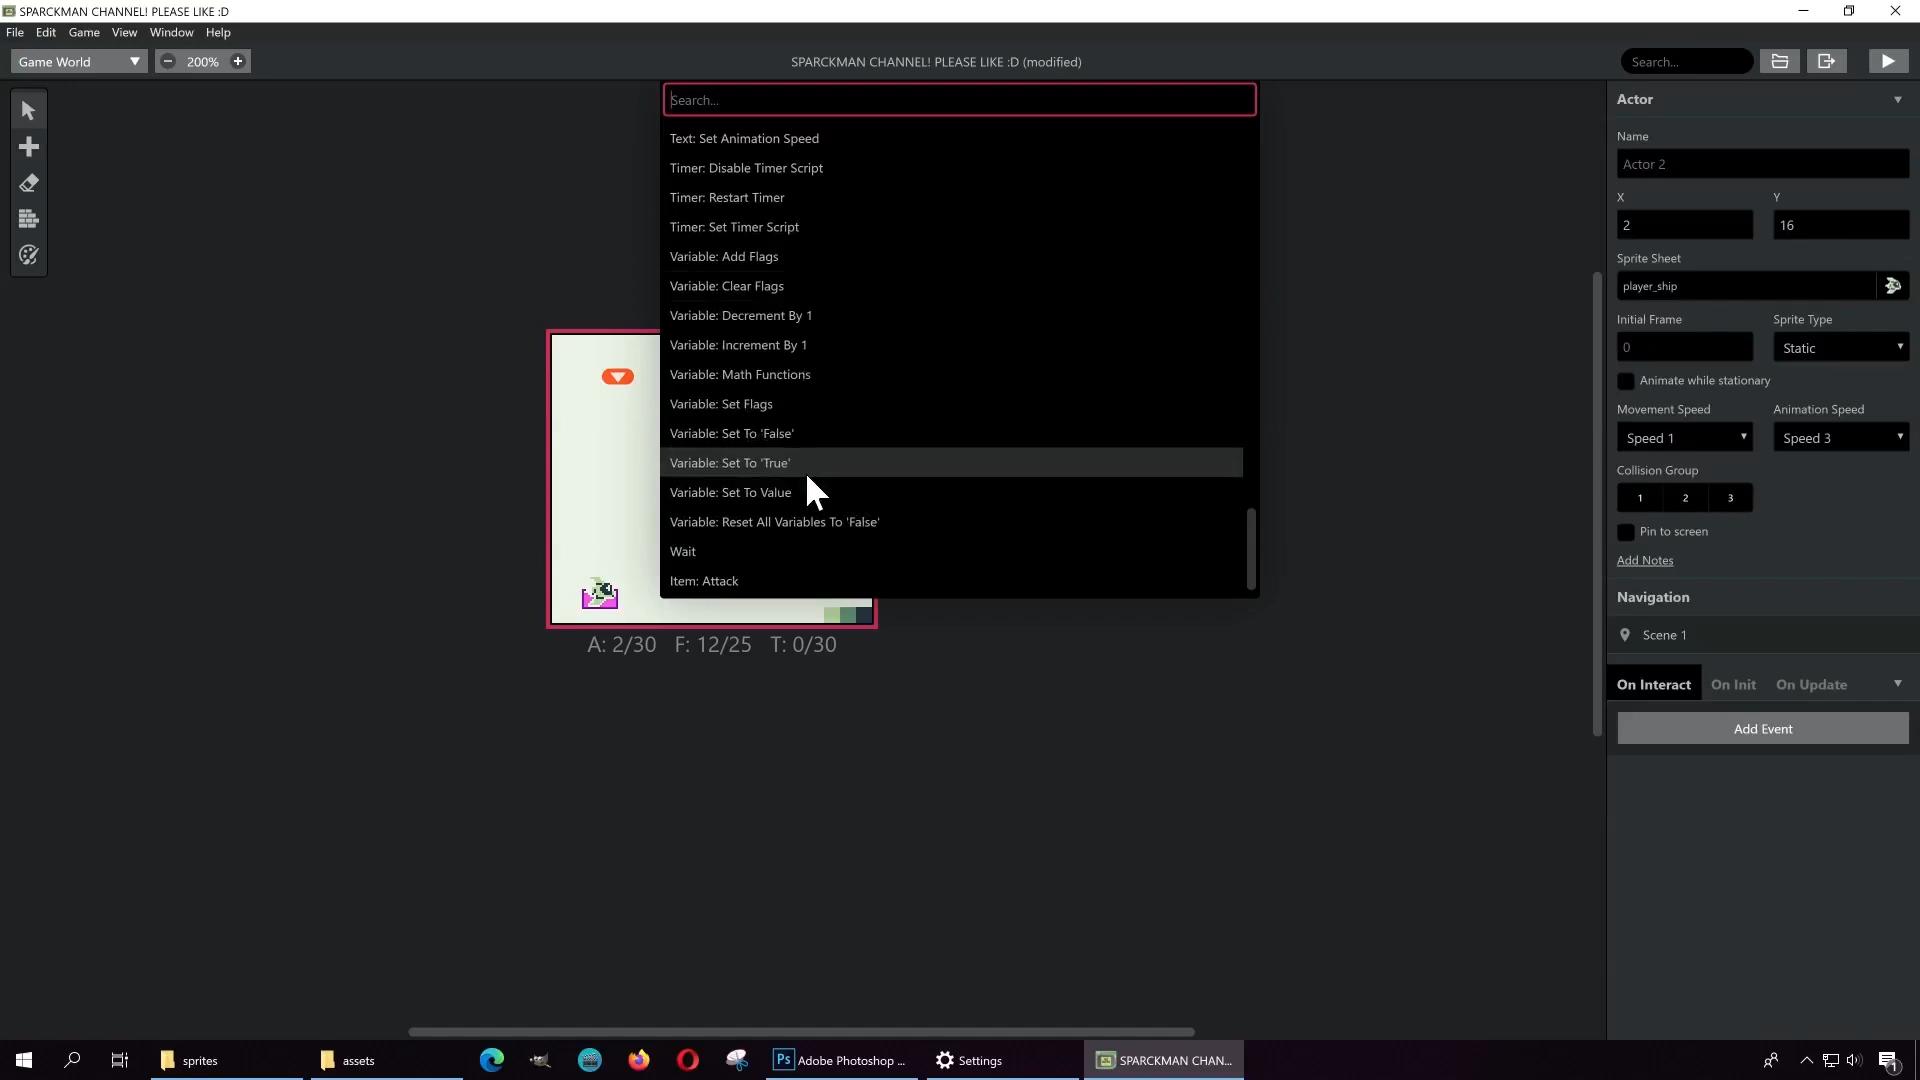 SPARCKMAN CHANNEL! PLEASE LIKE :D
File Edit Game View Window Help
Game World
200%
SPARCKMAN CHANNEL! PLEASE LIKE :D (modified)
Search...
Search...
Text: Set Animation Speed
Timer: Disable Timer Script
Timer: Restart Timer
Timer: Set Timer Script
Variable: Add Flags
Variable: Clear Flags
Variable: Decrement By 1
Variable: Increment By 1
Variable: Math Functions
Variable: Set Flags
Variable: Set To 'False'
Variable: Set To 'True'
Variable: Set To Value
Variable: Reset All Variables To 'False'
Wait
Item: Attack
A: 2/30 F: 12/25 T: 0/30
Actor
Name
Actor 2
X Y
2 16
Sprite Sheet
player_ship
Initial Frame Sprite Type
0 Static
Animate while stationary
Movement Speed Animation Speed
Speed 1 Speed 3
Collision Group
1 2 3
Pin to screen
Add Notes
Navigation
Scene 1
On Interact On Init On Update
Add Event
sprites assets Ps Adobe Photoshop ... Settings SPARCKMAN CHAN... 1